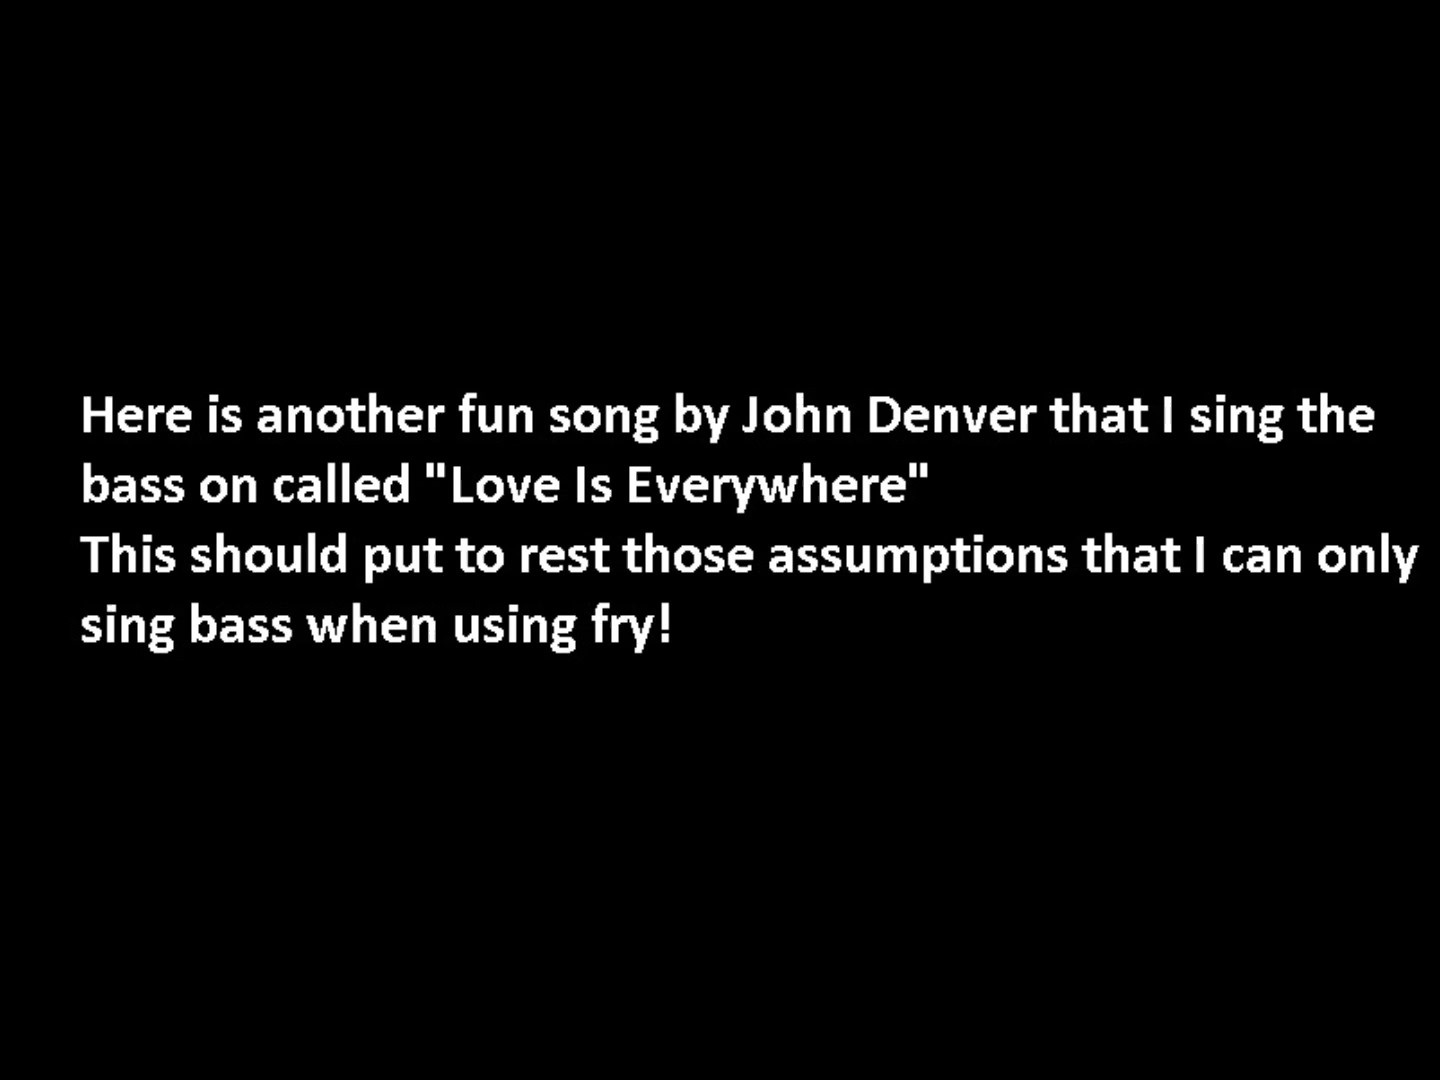 Here is another fun song by John Denver that I sing the
bass on called "Love Is Everywhere"
This should put to rest those assumptions that I can only
sing bass when using fry!